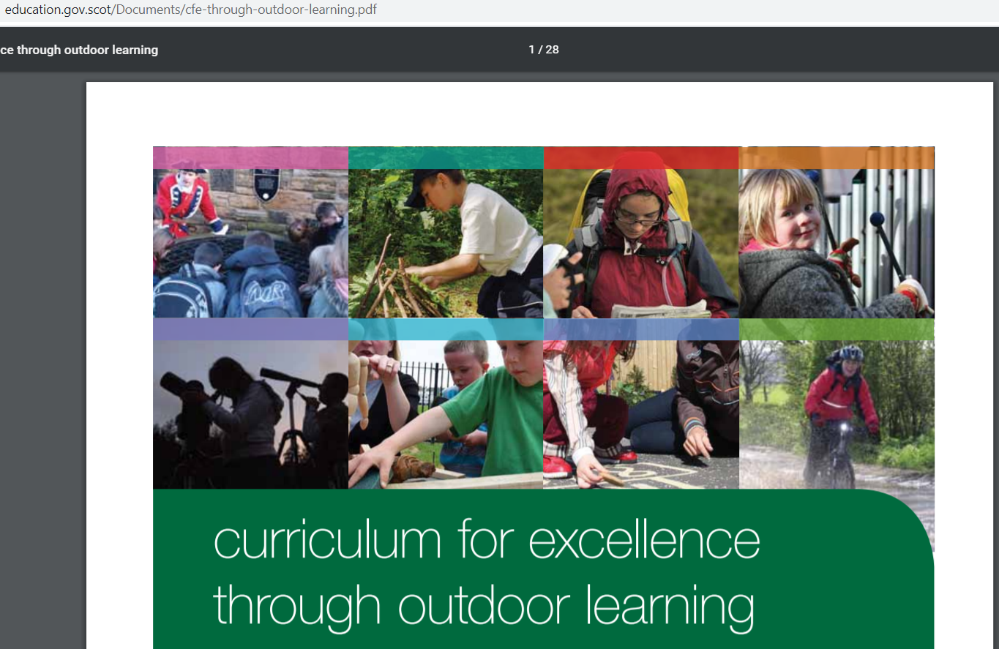 education.gov.scot/Documents/cfe-through-outdoor-learning.pdf
ce through outdoor learning
1 / 28
curriculum for excellence
through outdoor learning